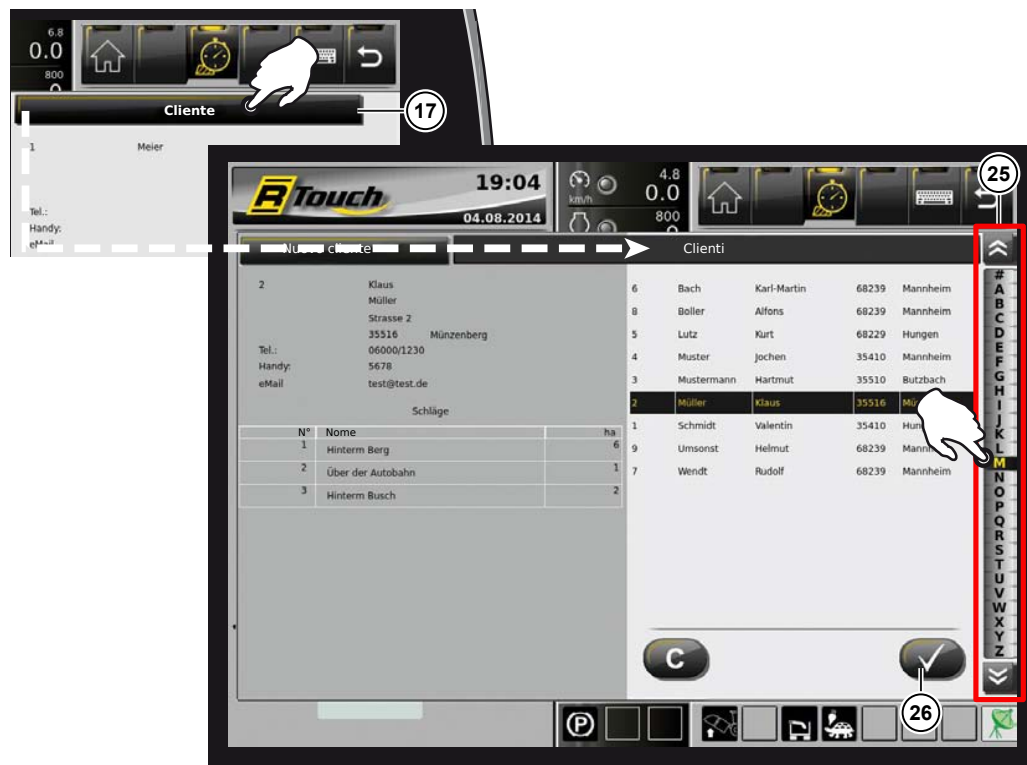 6.8
0.0
800
Cliente
17
1 Meier
Tel.:
Handy:
eMail
R Touch
19:04
04.08.2014
km/h
4.8
0.0
800
25
Nuovo cliente
Clienti
2 Klaus
Müller
Strasse 2
35516 Münzenberg
Tel.: 06000/1230
Handy: 5678
eMail test@test.de
Schläge
N° Nome ha
1 Hinterm Berg 6
2 Über der Autobahn 1
3 Hinterm Busch 2
6 Bach Karl-Martin 68239 Mannheim
8 Boller Alfons 68239 Mannheim
5 Lutz Kurt 68229 Hungen
4 Muster Jochen 35410 Mannheim
3 Mustermann Hartmut 35510 Butzbach
2 Müller Klaus 35516
1 Schmidt Valentin 35410
9 Umsonst Helmut 68239
7 Wendt Rudolf 68239 Mannheim
#
A
B
C
D
E
F
G
H
I
J
K
L
M
N
O
P
Q
R
S
T
U
V
W
X
Y
Z
C
26
P